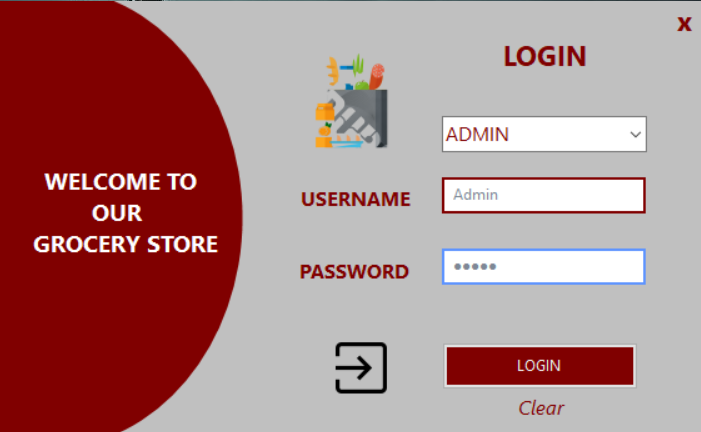 WELCOME TO
OUR
GROCERY STORE
X
LOGIN
ADMIN
USERNAME
Admin
PASSWORD
•••••
LOGIN
Clear